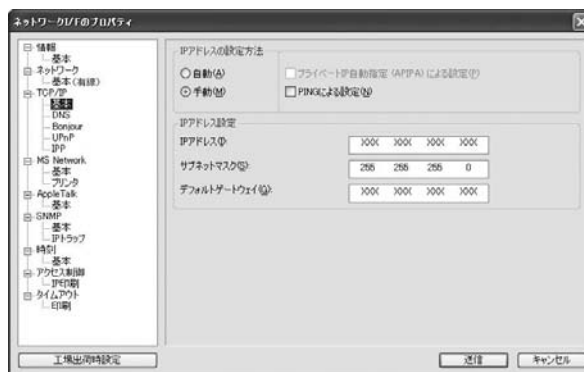 ネットワークI/Fのプロパティ
情報
基本
ネットワーク
基本(有線)
TCP/IP
基本
DNS
Bonjour
UPnP
IPP
MS Network
基本
プリンタ
AppleTalk
基本
SNMP
基本
IPトラップ
時刻
基本
アクセス制御
IP印刷
タイムアウト
印刷
IPアドレスの設定方法
自動(A)
プライベートIP自動指定 (APIPA) による設定(P)
手動(M)
PINGによる設定(N)
IPアドレス設定
IPアドレス(I):
XXX XXX XXX XXX
サブネットマスク(S):
255 255 255 0
デフォルトゲートウェイ(G):
XXX XXX XXX XXX
工場出荷時設定
送信
キャンセル